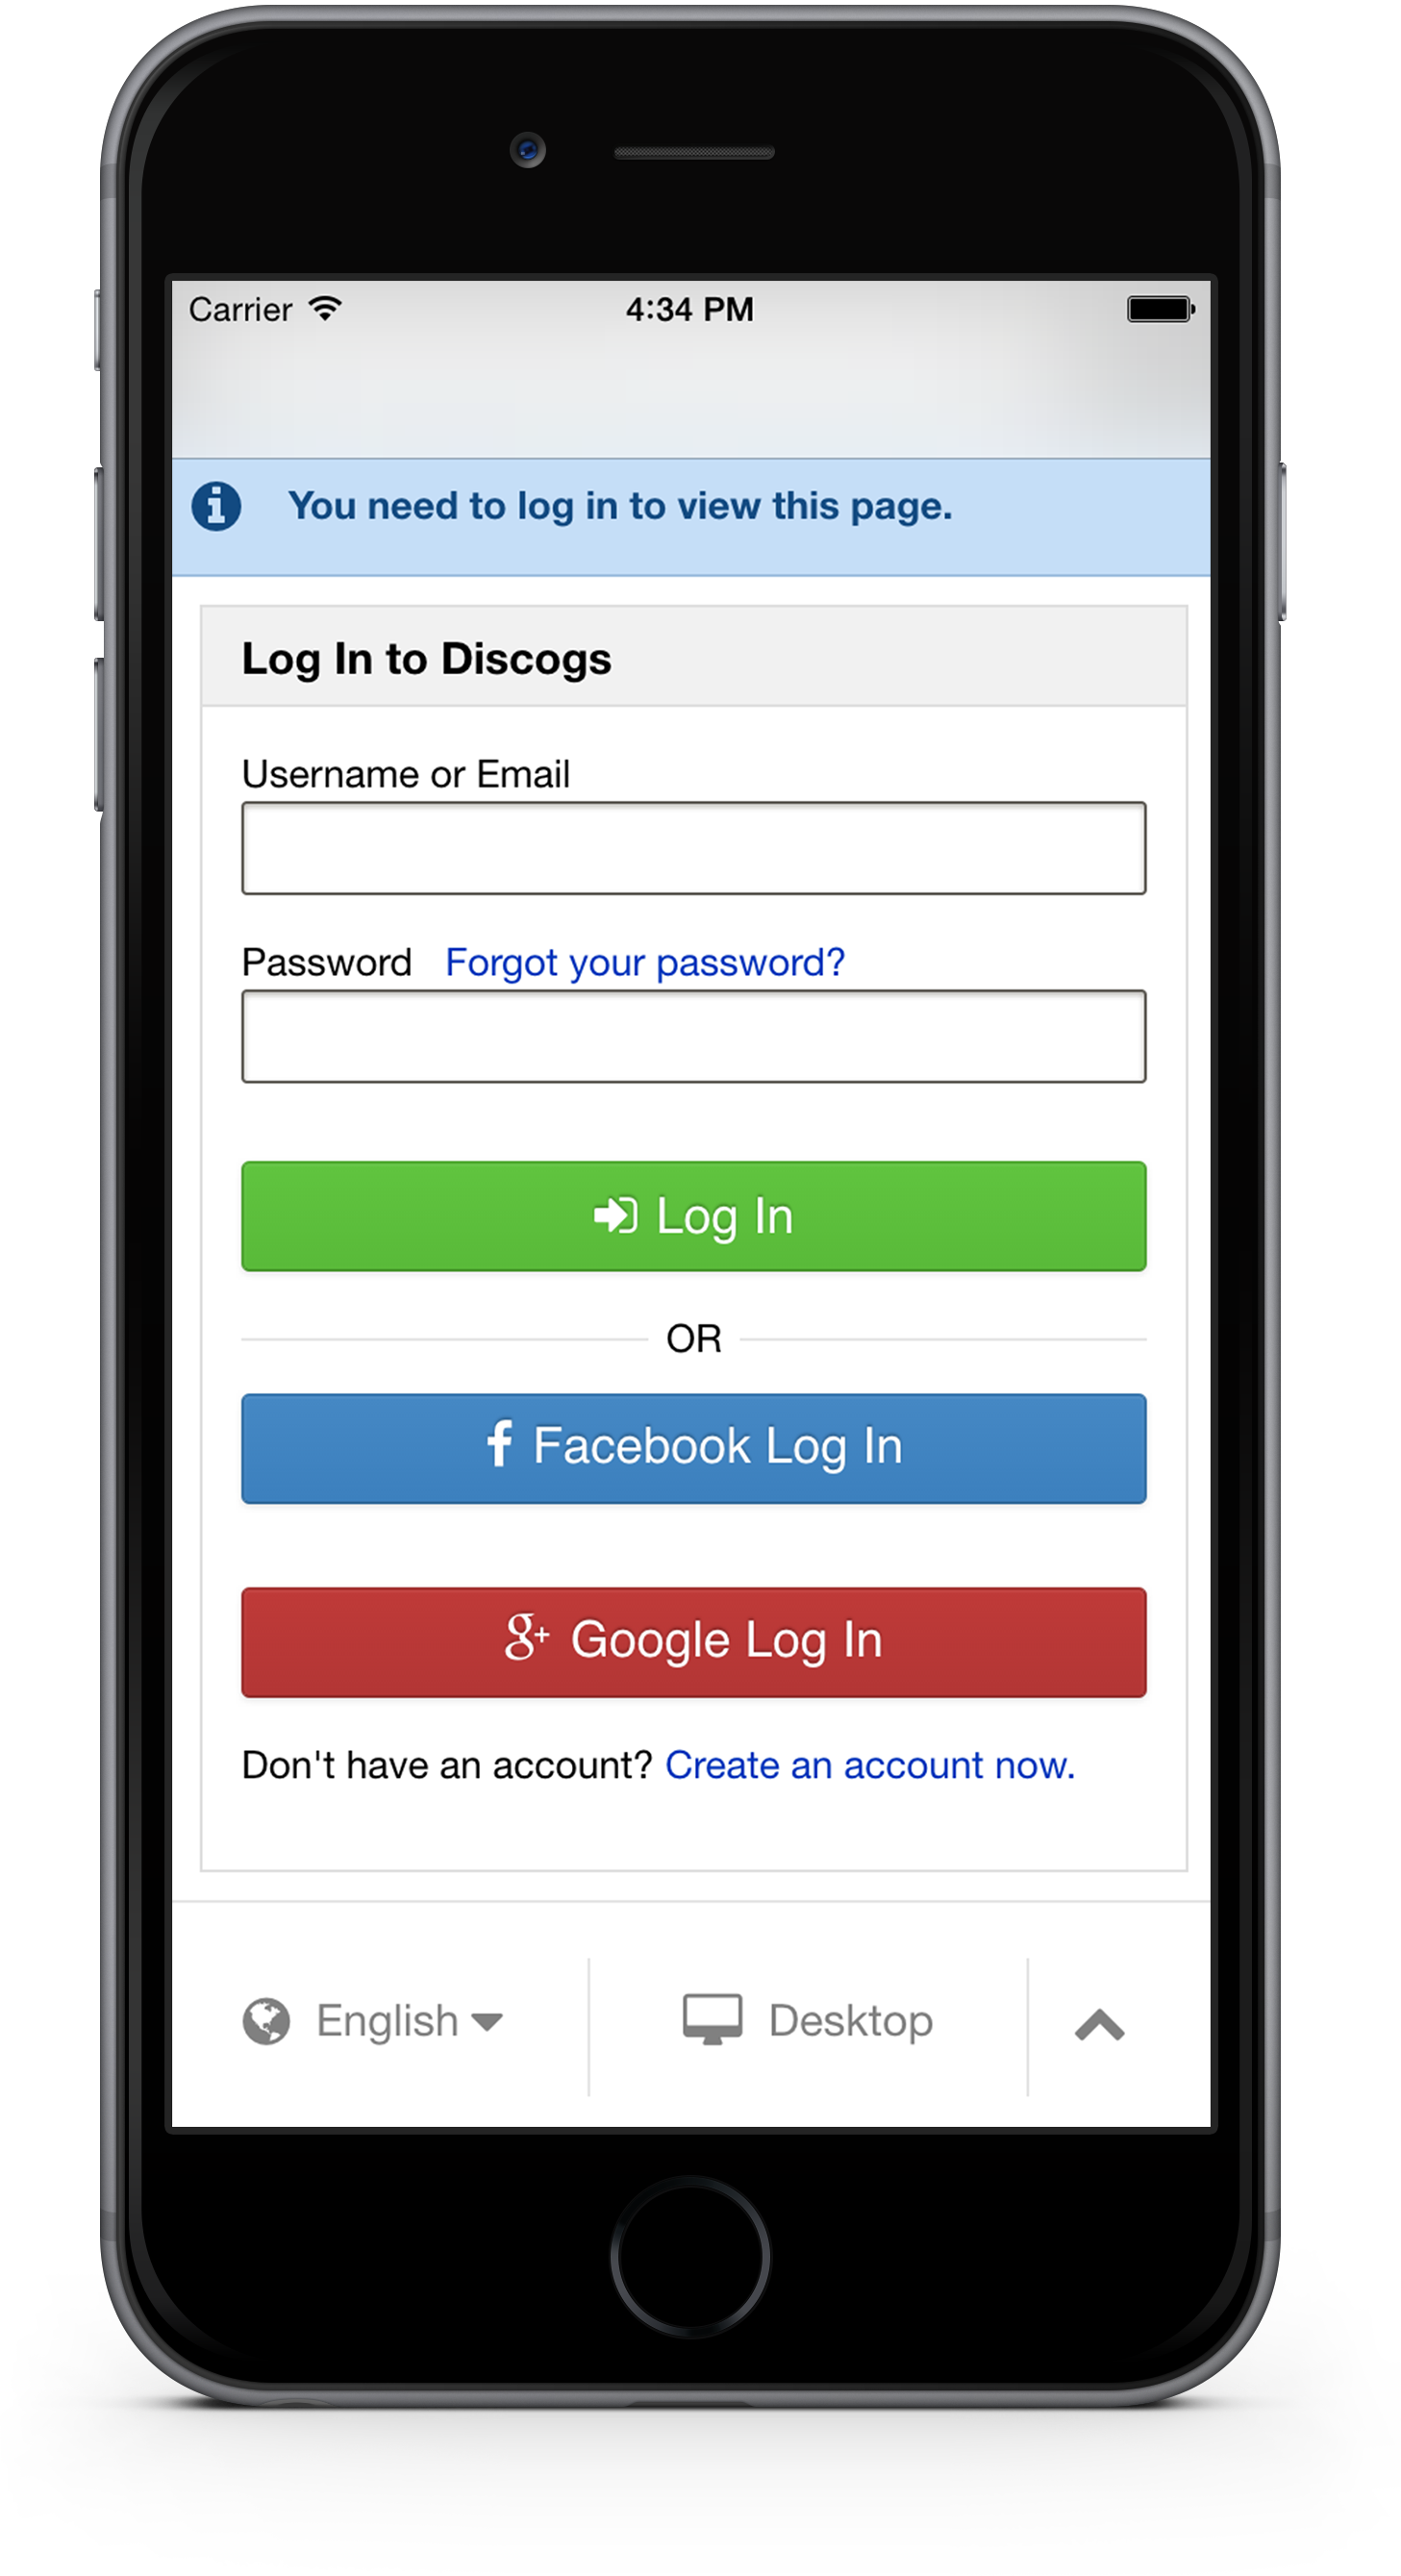 Carrier 4:34 PM
You need to log in to view this page.
Log In to Discogs
Username or Email
Password Forgot your password?
Log In
OR
f Facebook Log In
g+ Google Log In
Don't have an account? Create an account now.
English Desktop